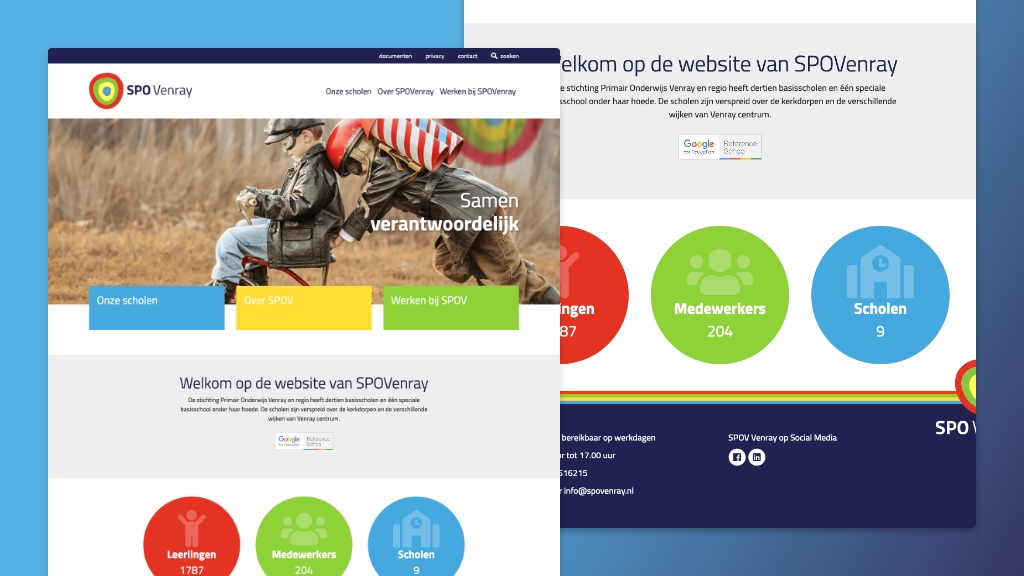 documenten privacy contact zoeken
SPO Venray
Onze scholen Over SPOVenray Werken bij SPOVenray
Samen
verantwoordelijk
Onze scholen
Over SPOV
Werken bij SPOV
Welkom op de website van SPOVenray
De stichting Primair Onderwijs Venray en regio heeft dertien basisscholen en één speciale
basisschool onder haar hoede. De scholen zijn verspreid over de kerkdorpen en de verschillende
wijken van Venray centrum.
Google
for Education
Reference
School
Leerlingen
1787
Medewerkers
204
Scholen
9
elkom op de website van SPOVenray
e stichting Primair Onderwijs Venray en regio heeft dertien basisscholen en één speciale
sschool onder haar hoede. De scholen zijn verspreid over de kerkdorpen en de verschillende
wijken van Venray centrum.
Google
for Education
Reference
School
ingen
87
Medewerkers
204
Scholen
9
bereikbaar op werkdagen
r tot 17.00 uur
516215
info@spovenray.nl
SPOV Venray op Social Media
SPO